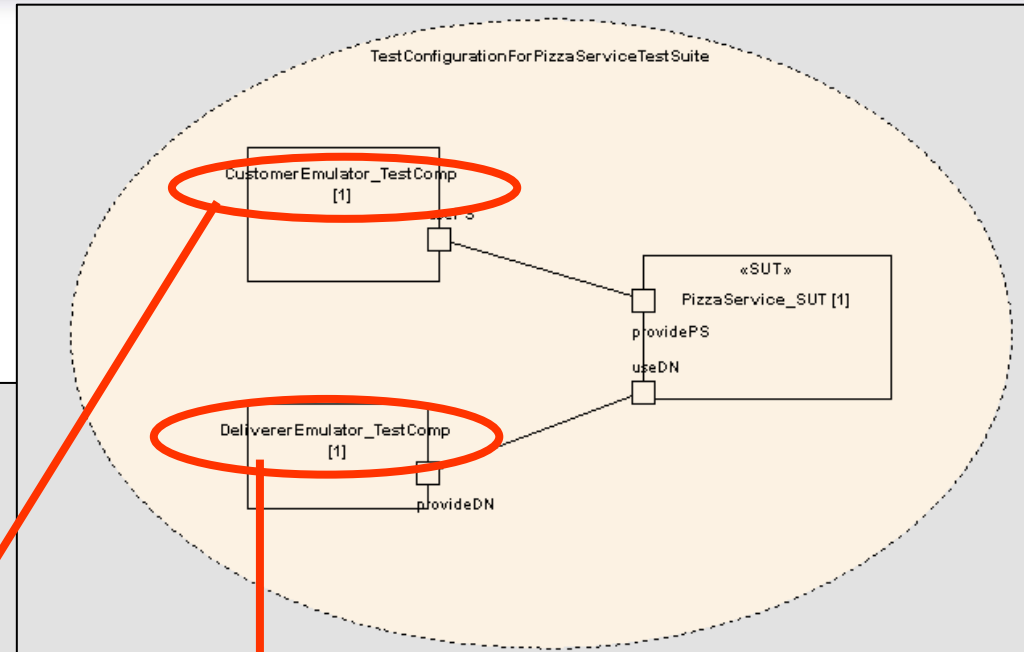 TestConfigurationForPizzaServiceTestSuite
CustomerEmulator_TestComp
[1]
«SUT»
PizzaService_SUT [1]
providePS
useDN
DelivererEmulator_TestComp
[1]
provideDN